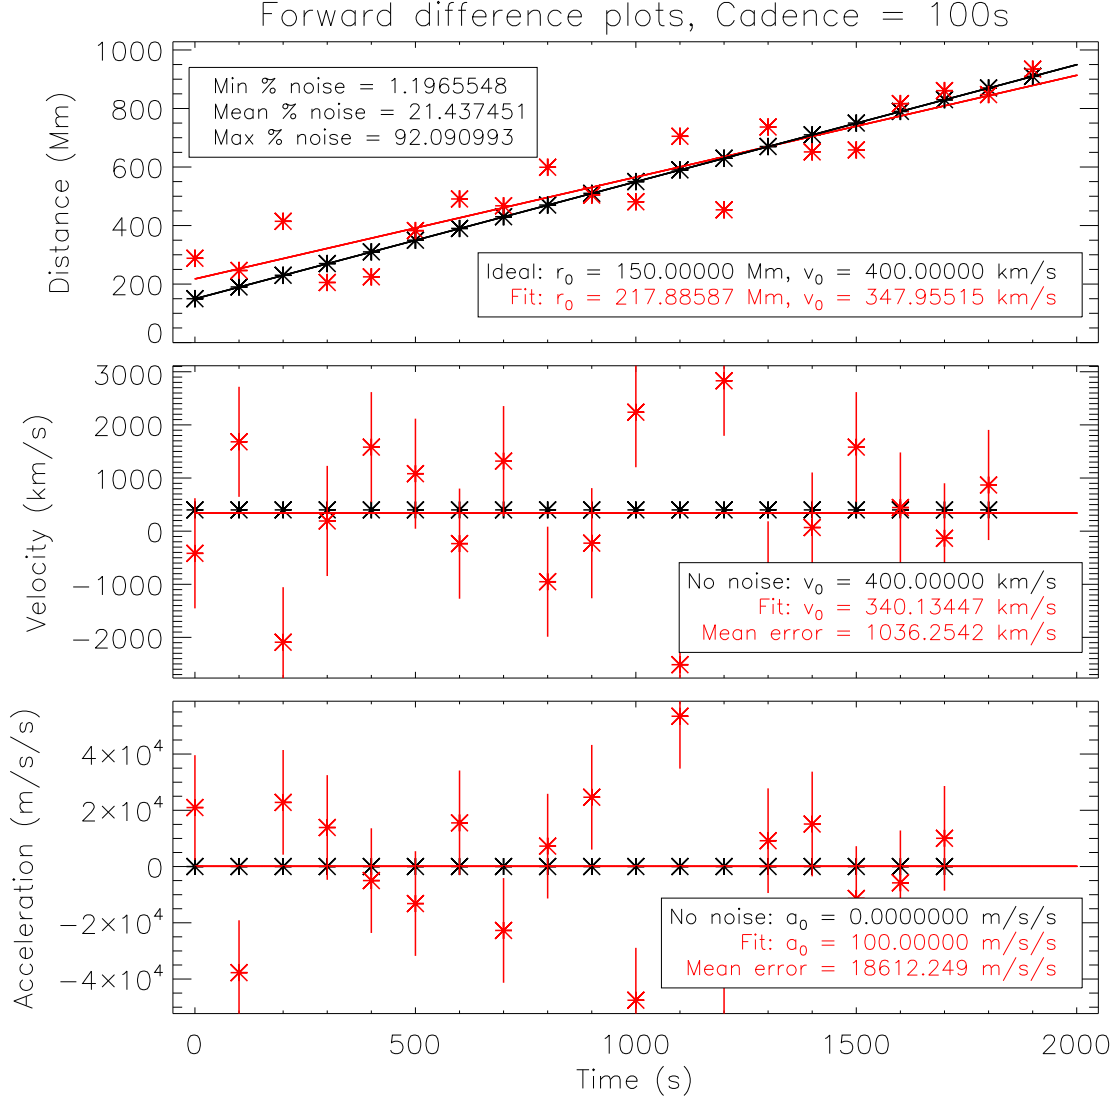 Forward difference plots, Cadence = 100s
1000
800
600
400
200
0
Distance (Mm)
Min % noise = 1.1965548
Mean % noise = 21.437451
Max % noise = 92.090993
Ideal: r₀ = 150.00000 Mm, v₀ = 400.00000 km/s
Fit: r₀ = 217.88587 Mm, v₀ = 347.95515 km/s
3000
2000
1000
0
−1000
−2000
Velocity (km/s)
No noise: v₀ = 400.00000 km/s
Fit: v₀ = 340.13447 km/s
Mean error = 1036.2542 km/s
4×10⁴
2×10⁴
0
−2×10⁴
−4×10⁴
Acceleration (m/s/s)
No noise: a₀ = 0.0000000 m/s/s
Fit: a₀ = 100.00000 m/s/s
Mean error = 18612.249 m/s/s
0 500 1000 1500 2000
Time (s)